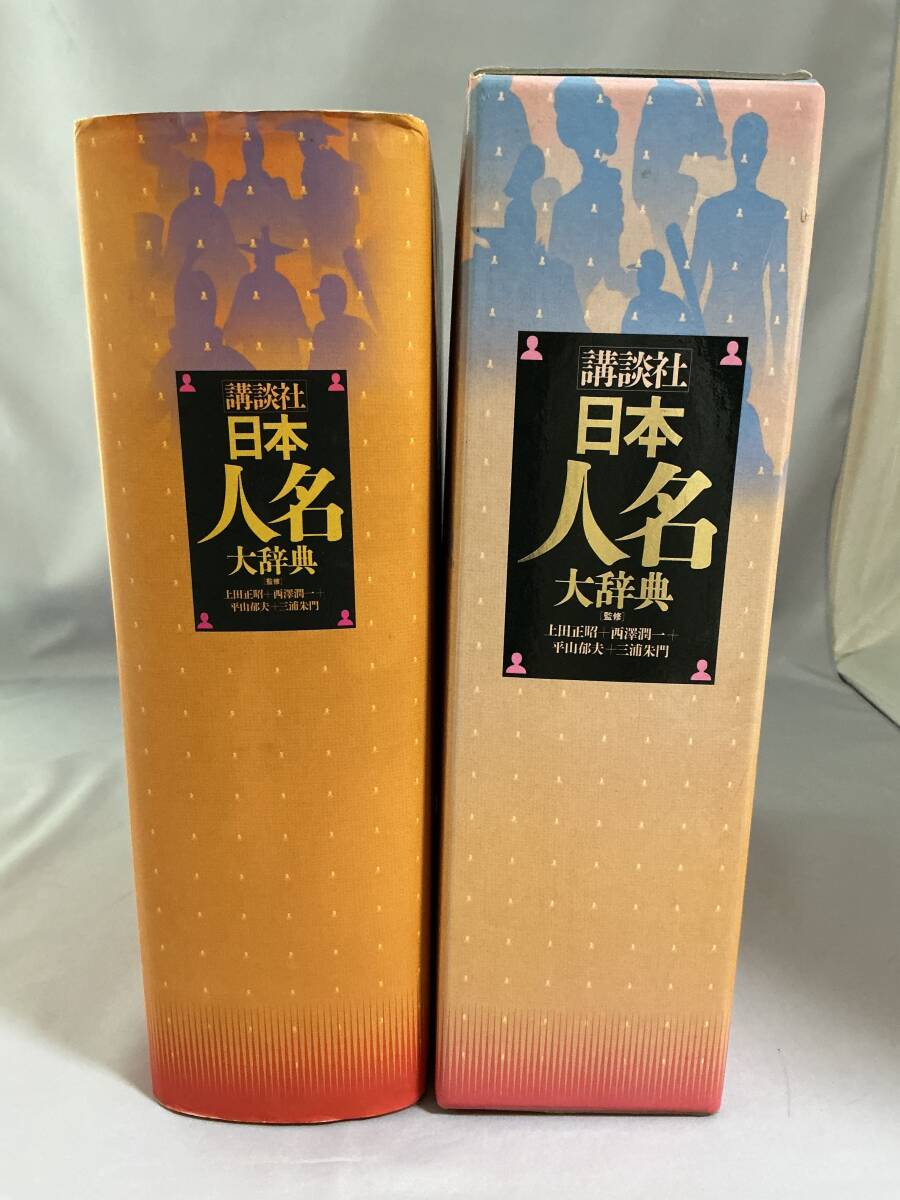 講談社
日本
人名
大辞典
[監修]
上田正昭+西澤潤一+
平山郁夫+三浦朱門
講談社
日本
人名
大辞典
[監修]
上田正昭+西澤潤一+
平山郁夫+三浦朱門